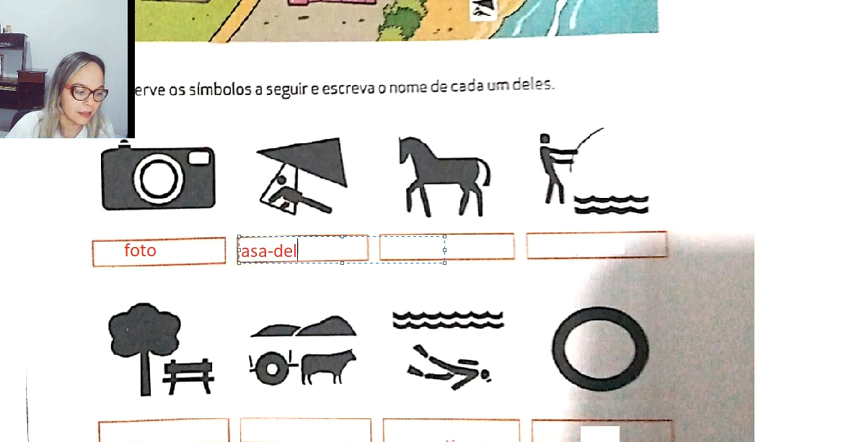 erve os símbolos a seguir e escreva o nome de cada um deles.
foto
asa-del